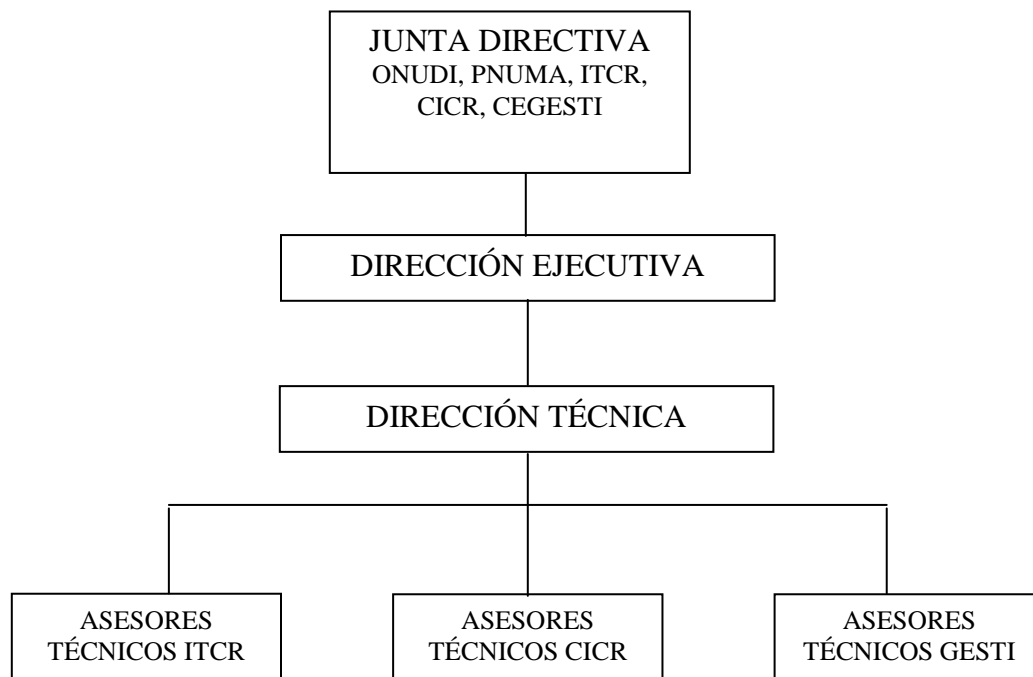 JUNTA DIRECTIVA
ONUDI, PNUMA, ITCR,
CICR, CEGESTI
DIRECCIÓN EJECUTIVA
DIRECCIÓN TÉCNICA
ASESORES
TÉCNICOS ITCR
ASESORES
TÉCNICOS CICR
ASESORES
TÉCNICOS GESTI